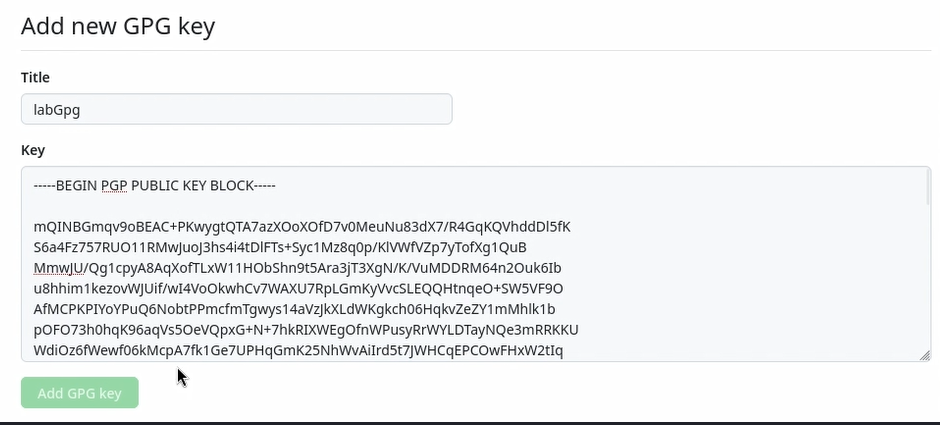 Add new GPG key
Title
labGpg
Key
-----BEGIN PGP PUBLIC KEY BLOCK-----
mQINBGmqv9oBEAC+PKwygtQTA7azXOoXOfD7v0MeuNu83dX7/R4GqKQVhddDl5fK
S6a4Fz757RUO11RMwJuoJ3hs4i4tDlFTs+Syc1Mz8q0p/KlVWfVZp7yTofXg1QuB
MmwJU/Qg1cpyA8AqXofTLxW11HObShn9t5Ara3jT3XgN/K/VuMDDRM64n2Ouk6Ib
u8hhim1kezovWJUif/wI4VoOkwhCv7WAXU7RpLGmKyVvcSLEQQHtnqeO+SW5VF9O
AfMCPKPIYoYPuQ6NobtPPmcfmTgwys14aVzJkXLdWKgkch06HqkvZeZY1mMhlk1b
pOFO73h0hqK96aqVs5OeVQpxG+N+7hkRIXWEgOfnWPusyRrWYLDTayNQe3mRRKKU
WdiOz6fWewf06kMcpA7fk1Ge7UPHqGmK25NhWvAiIrd5t7JWHCqEPCOwFHxW2tIq
Add GPG key